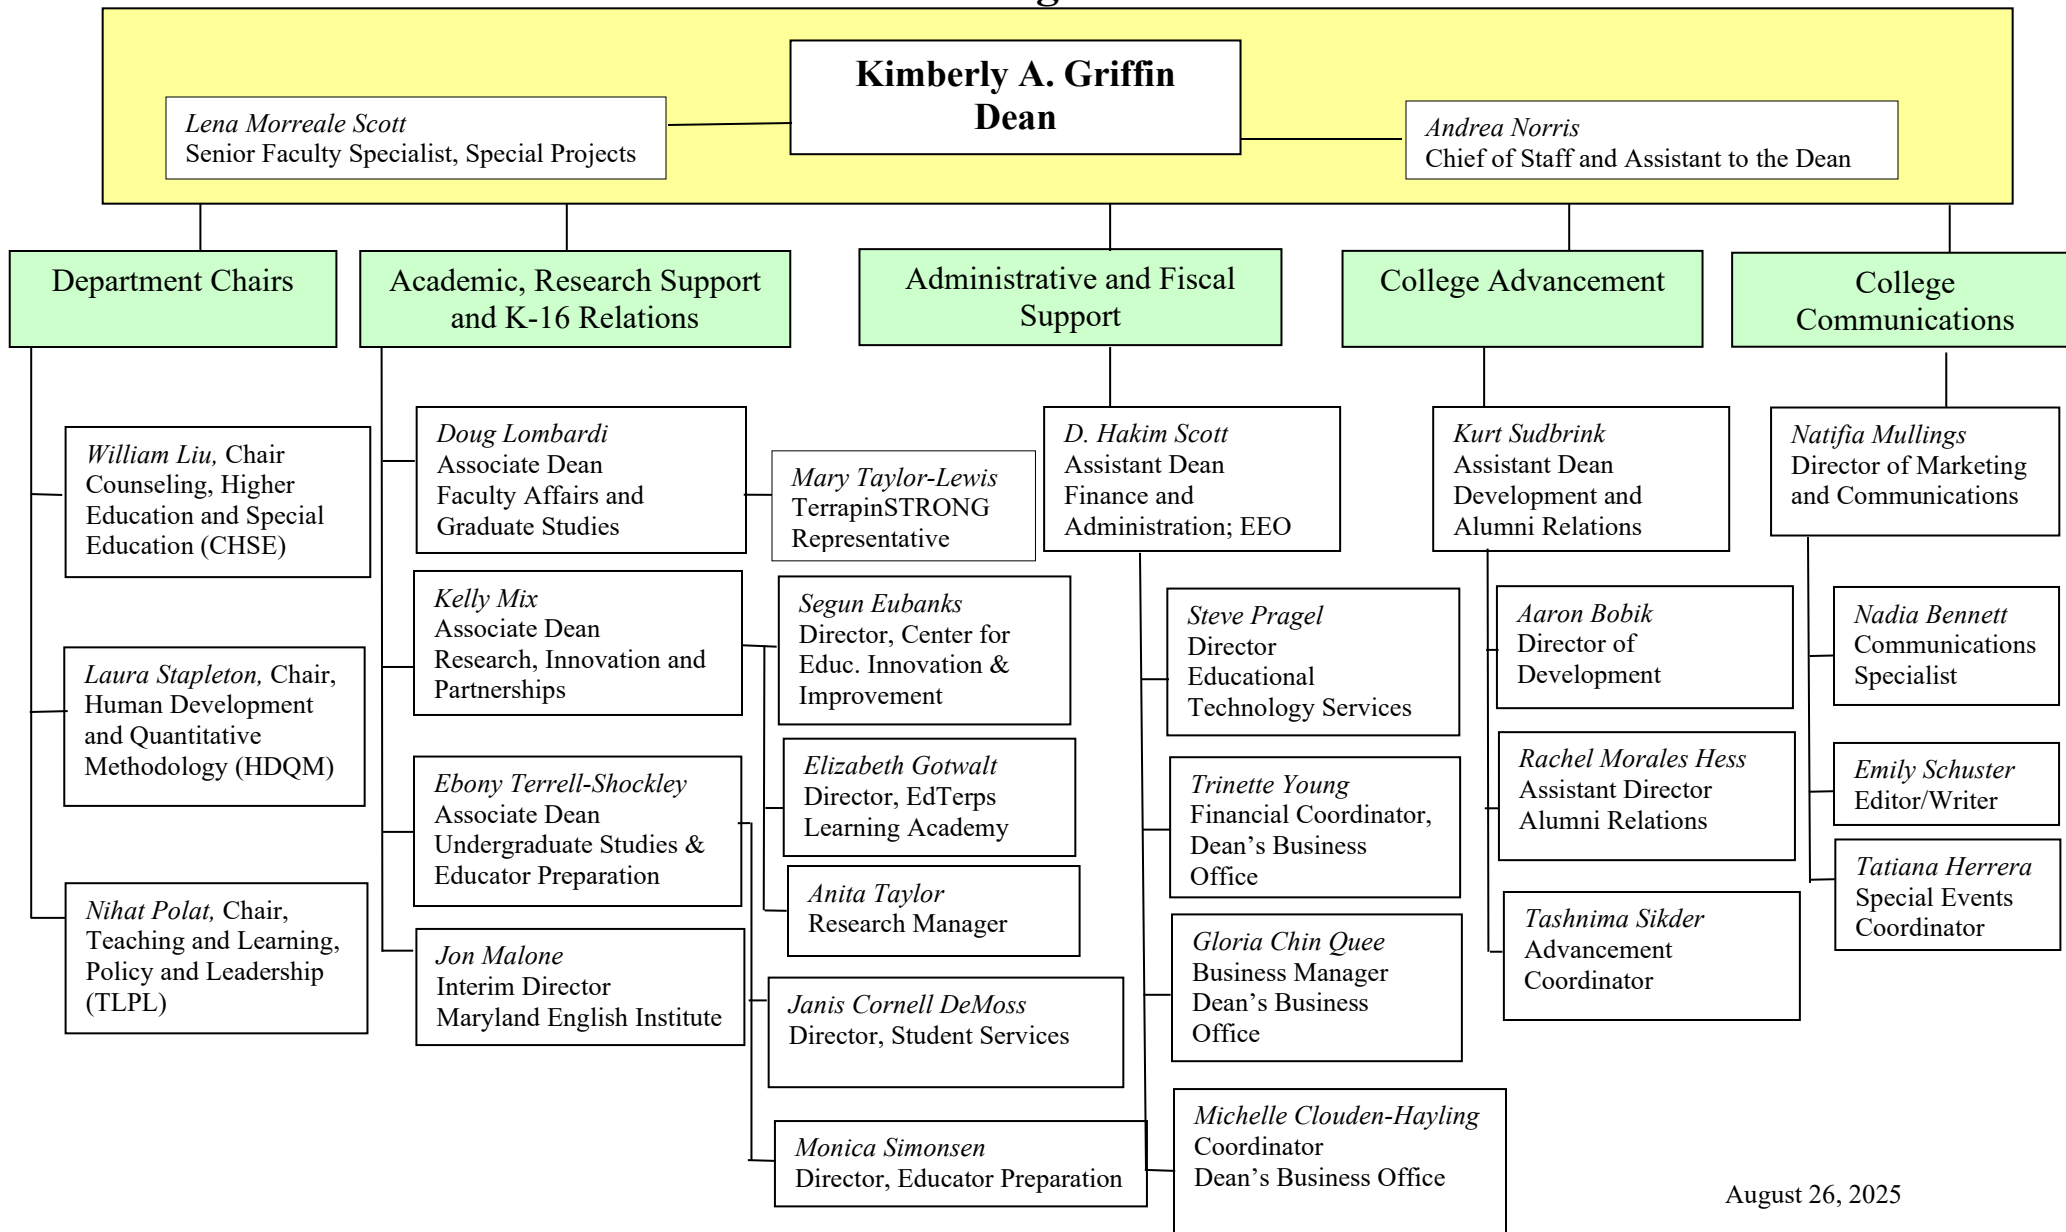 Kimberly A. Griffin
Dean
Lena Morreale Scott
Senior Faculty Specialist, Special Projects
Andrea Norris
Chief of Staff and Assistant to the Dean
Department Chairs
Academic, Research Support
and K-16 Relations
Administrative and Fiscal
Support
College Advancement
College
Communications
William Liu, Chair
Counseling, Higher
Education and Special
Education (CHSE)
Laura Stapleton, Chair,
Human Development
and Quantitative
Methodology (HDQM)
Nihat Polat, Chair,
Teaching and Learning,
Policy and Leadership
(TLPL)
Doug Lombardi
Associate Dean
Faculty Affairs and
Graduate Studies
Mary Taylor-Lewis
TerrapinSTRONG
Representative
Kelly Mix
Associate Dean
Research, Innovation and
Partnerships
Segun Eubanks
Director, Center for
Educ. Innovation &
Improvement
Elizabeth Gotwalt
Director, EdTerps
Learning Academy
Anita Taylor
Research Manager
Ebony Terrell-Shockley
Associate Dean
Undergraduate Studies &
Educator Preparation
Janis Cornell DeMoss
Director, Student Services
Monica Simonsen
Director, Educator Preparation
Jon Malone
Interim Director
Maryland English Institute
D. Hakim Scott
Assistant Dean
Finance and
Administration; EEO
Steve Pragel
Director
Educational
Technology Services
Trinette Young
Financial Coordinator,
Dean’s Business
Office
Gloria Chin Quee
Business Manager
Dean’s Business
Office
Michelle Clouden-Hayling
Coordinator
Dean’s Business Office
Kurt Sudbrink
Assistant Dean
Development and
Alumni Relations
Aaron Bobik
Director of
Development
Rachel Morales Hess
Assistant Director
Alumni Relations
Tashnima Sikder
Advancement
Coordinator
Natifia Mullings
Director of Marketing
and Communications
Nadia Bennett
Communications
Specialist
Emily Schuster
Editor/Writer
Tatiana Herrera
Special Events
Coordinator
August 26, 2025